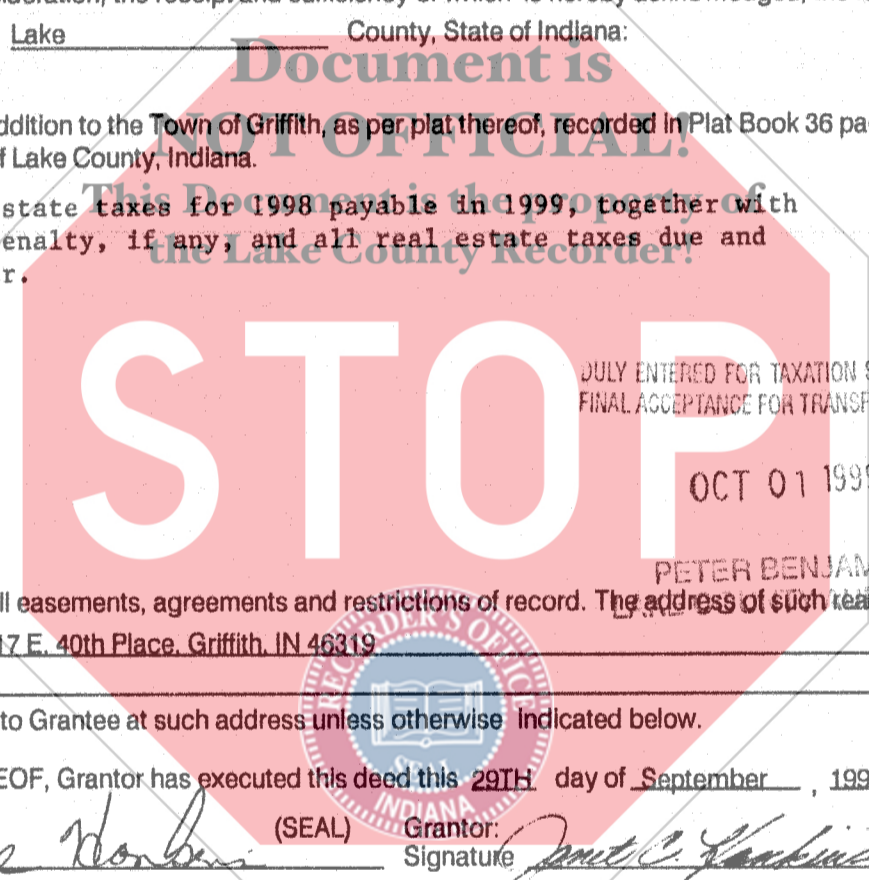 Lake County, State of Indiana:
Document is
NOT OFFICIAL!
ddition to the Town of Griffith, as per plat thereof, recorded in Plat Book 36 pa
f Lake County, Indiana.
This Document is the property of
state taxes for 1998 payable in 1999, together with
the Lake County Recorder!
enalty, if any, and all real estate taxes due and
r.
STOP
DULY ENTERED FOR TAXATION S
FINAL ACCEPTANCE FOR TRANSF
OCT 01 1999
PETER BENJAM
ll easements, agreements and restrictions of record. The address of such rea
17 E. 40th Place, Griffith, IN 46319
RECORDER'S OFFICE
SEAL
INDIANA
to Grantee at such address unless otherwise indicated below.
EOF, Grantor has executed this deed this 29TH day of September , 199
(SEAL) Grantor:
Signature Janet C.